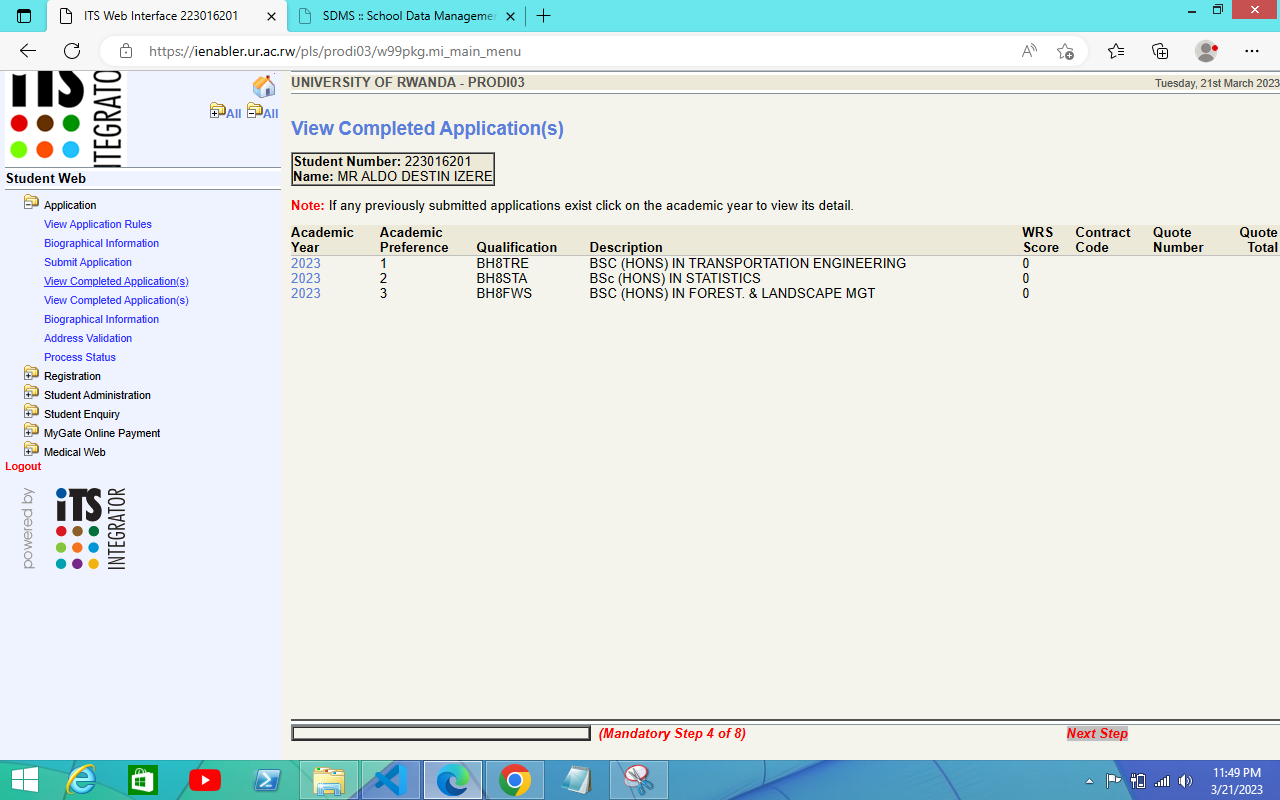 ITS Web Interface 223016201
SDMS :: School Data Managemen
https://ienabler.ur.ac.rw/pls/prodi03/w99pkg.mi_main_menu
iTS
INTEGRATOR
All All
Student Web
Application
View Application Rules
Biographical Information
Submit Application
View Completed Application(s)
View Completed Application(s)
Biographical Information
Address Validation
Process Status
Registration
Student Administration
Student Enquiry
MyGate Online Payment
Medical Web
Logout
powered by
iTS
INTEGRATOR
UNIVERSITY OF RWANDA - PRODI03
Tuesday, 21st March 2023
View Completed Application(s)
Student Number: 223016201
Name: MR ALDO DESTIN IZERE
Note: If any previously submitted applications exist click on the academic year to view its detail.
Academic Academic WRS Contract Quote Quote
Year Preference Qualification Description Score Code Number Total
2023 1 BH8TRE BSC (HONS) IN TRANSPORTATION ENGINEERING 0
2023 2 BH8STA BSc (HONS) IN STATISTICS 0
2023 3 BH8FWS BSC (HONS) IN FOREST. & LANDSCAPE MGT 0
(Mandatory Step 4 of 8) Next Step
11:49 PM
3/21/2023